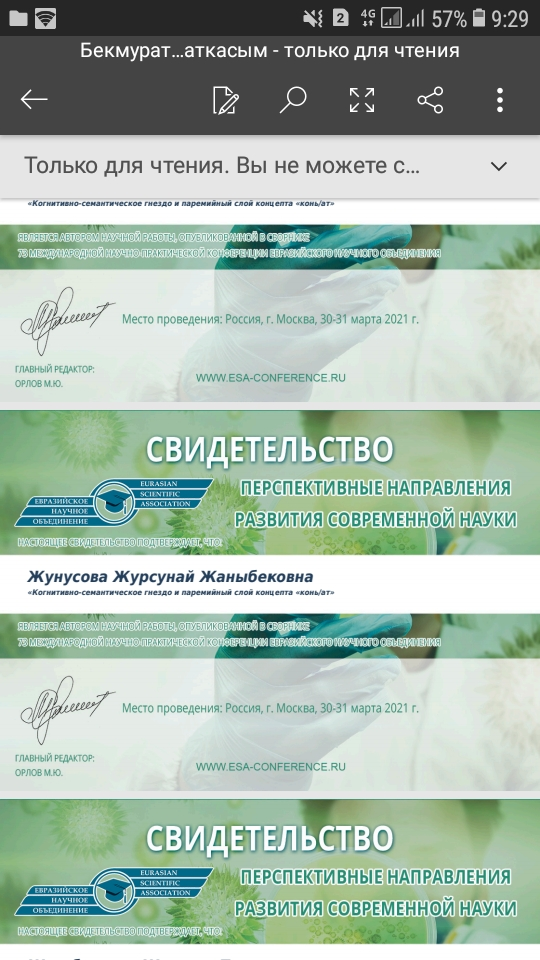 2 4G 57% 9:29
Бекмурат...аткасым - только для чтения
Только для чтения. Вы не можете с...
«Когнитивно-семантическое гнездо и паремийный слой концепта «конь/ат»
ЯВЛЯЕТСЯ АВТОРОМ НАУЧНОЙ РАБОТЫ, ОПУБЛИКОВАННОЙ В СБОРНИКЕ
73 МЕЖДУНАРОДНОЙ НАУЧНО-ПРАКТИЧЕСКОЙ КОНФЕРЕНЦИИ ЕВРАЗИЙСКОГО НАУЧНОГО ОБЪЕДИНЕНИЯ
Место проведения: Россия, г. Москва, 30-31 марта 2021 г.
ГЛАВНЫЙ РЕДАКТОР:
ОРЛОВ М.Ю.
WWW.ESA-CONFERENCE.RU
СВИДЕТЕЛЬСТВО
ЕВРАЗИЙСКОЕ
НАУЧНОЕ
ОБЪЕДИНЕНИЕ
EURASIAN
SCIENTIFIC
ASSOCIATION
ПЕРСПЕКТИВНЫЕ НАПРАВЛЕНИЯ
РАЗВИТИЯ СОВРЕМЕННОЙ НАУКИ
НАСТОЯЩЕЕ СВИДЕТЕЛЬСТВО ПОДТВЕРЖДАЕТ, ЧТО:
Жунусова Журсунай Жаныбековна
«Когнитивно-семантическое гнездо и паремийный слой концепта «конь/ат»
ЯВЛЯЕТСЯ АВТОРОМ НАУЧНОЙ РАБОТЫ, ОПУБЛИКОВАННОЙ В СБОРНИКЕ
73 МЕЖДУНАРОДНОЙ НАУЧНО-ПРАКТИЧЕСКОЙ КОНФЕРЕНЦИИ ЕВРАЗИЙСКОГО НАУЧНОГО ОБЪЕДИНЕНИЯ
Место проведения: Россия, г. Москва, 30-31 марта 2021 г.
ГЛАВНЫЙ РЕДАКТОР:
ОРЛОВ М.Ю.
WWW.ESA-CONFERENCE.RU
СВИДЕТЕЛЬСТВО
ЕВРАЗИЙСКОЕ
НАУЧНОЕ
ОБЪЕДИНЕНИЕ
EURASIAN
SCIENTIFIC
ASSOCIATION
ПЕРСПЕКТИВНЫЕ НАПРАВЛЕНИЯ
РАЗВИТИЯ СОВРЕМЕННОЙ НАУКИ
НАСТОЯЩЕЕ СВИДЕТЕЛЬСТВО ПОДТВЕРЖДАЕТ, ЧТО: